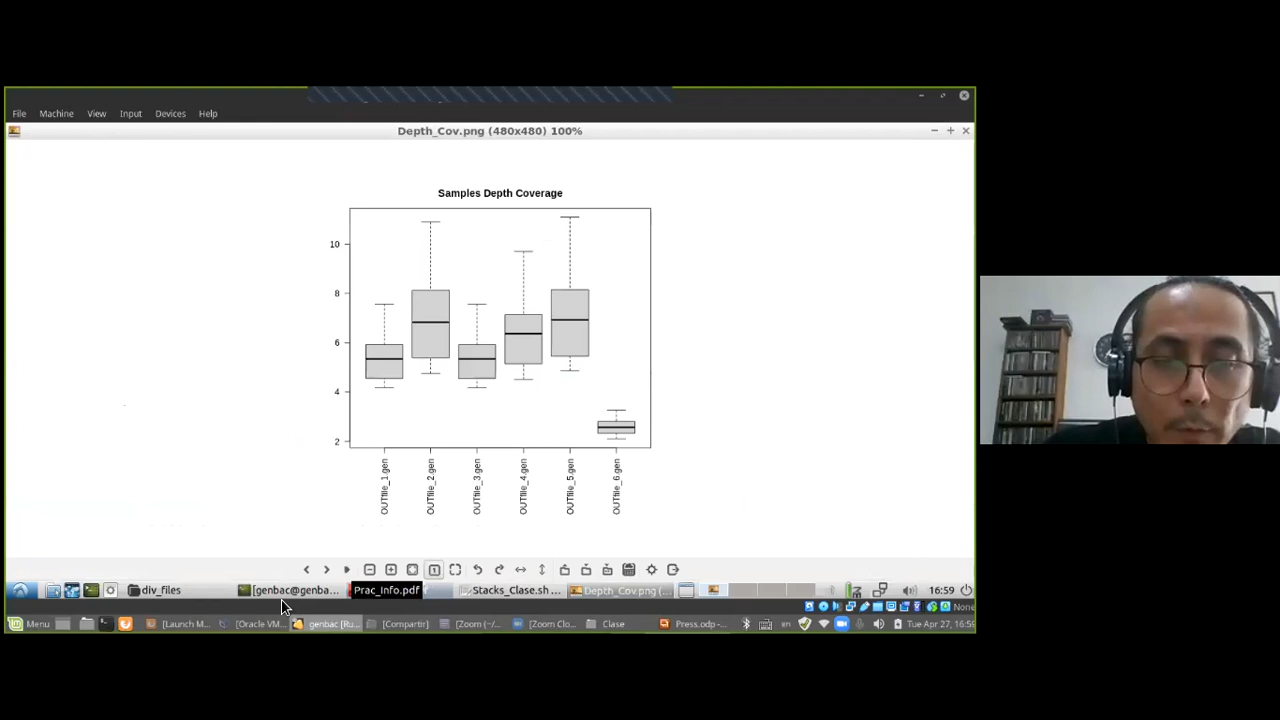 File Machine View Input Devices Help
Depth_Cov.png (480x480) 100%
Samples Depth Coverage
10
8
6
4
2
OUTfile_1.gen
OUTfile_2.gen
OUTfile_3.gen
OUTfile_4.gen
OUTfile_5.gen
OUTfile_6.gen
div_files [genbac@genba... Prac_Info.pdf Stacks_Clase.sh ... Depth_Cov.png (... 16:59
None
Menu [Launch M... [Oracle VM... genbac [Ru... [Compartir] [Zoom (~/... [Zoom Clo... Clase Press.odp -... en Tue Apr 27, 16:59